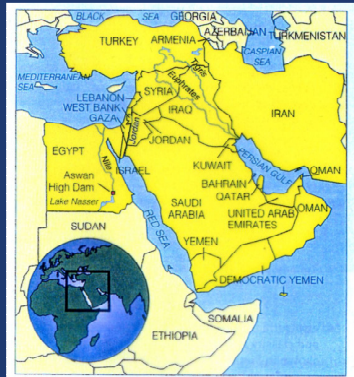 BLACK SEA
GEORGIA
AZERBAIJAN
TURKMENISTAN
TURKEY
ARMENIA
CASPIAN SEA
MEDITERRANEAN SEA
Tigris
Euphrates
SYRIA
LEBANON
WEST BANK
GAZA
IRAQ
IRAN
Jordan
JORDAN
EGYPT
Nile
ISRAEL
KUWAIT
PERSIAN GULF
OMAN
Aswan
High Dam
BAHRAIN
QATAR
Lake Nasser
SAUDI
ARABIA
UNITED ARAB
EMIRATES
OMAN
RED SEA
SUDAN
YEMEN
DEMOCRATIC YEMEN
SOMALIA
ETHIOPIA